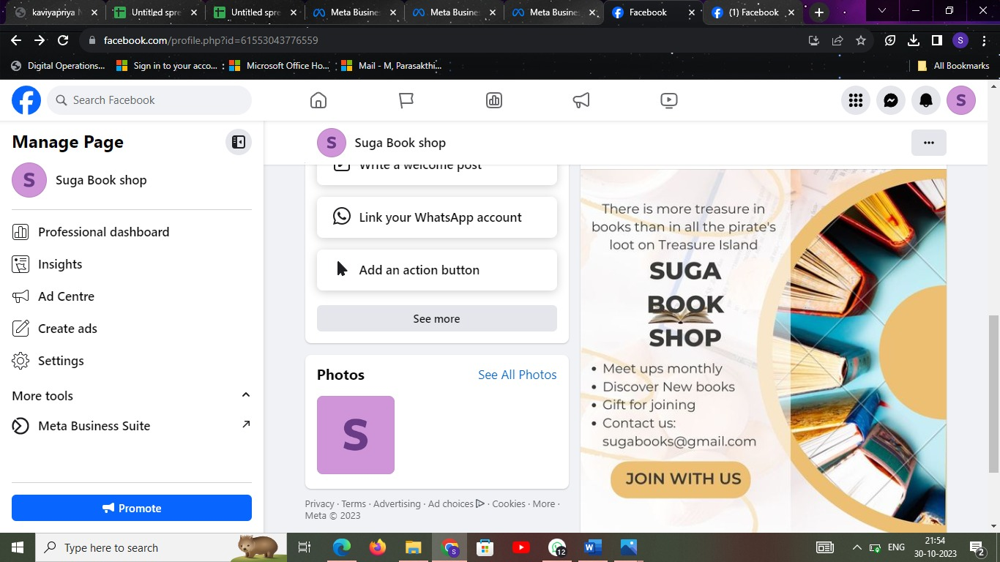 kaviyapriya N
Untitled spre
Untitled spre
Meta Busines
Meta Busines
Meta Busines
Facebook
(1) Facebook
facebook.com/profile.php?id=61553043776559
S
Digital Operations...
Sign in to your acco...
Microsoft Office Ho...
Mail - M, Parasakthi...
All Bookmarks
Search Facebook
S
Manage Page
S Suga Book shop
Professional dashboard
Insights
Ad Centre
Create ads
Settings
More tools
Meta Business Suite
Promote
S Suga Book shop
...
Write a welcome post
Link your WhatsApp account
Add an action button
See more
Photos
See All Photos
S
Privacy · Terms · Advertising · Ad choices · Cookies · More ·
Meta © 2023
There is more treasure in
books than in all the pirate's
loot on Treasure Island
SUGA
BOOK
SHOP
• Meet ups monthly
• Discover New books
• Gift for joining
• Contact us:
sugabooks@gmail.com
JOIN WITH US
Type here to search
S
12
W
ENG
21:54
30-10-2023
2